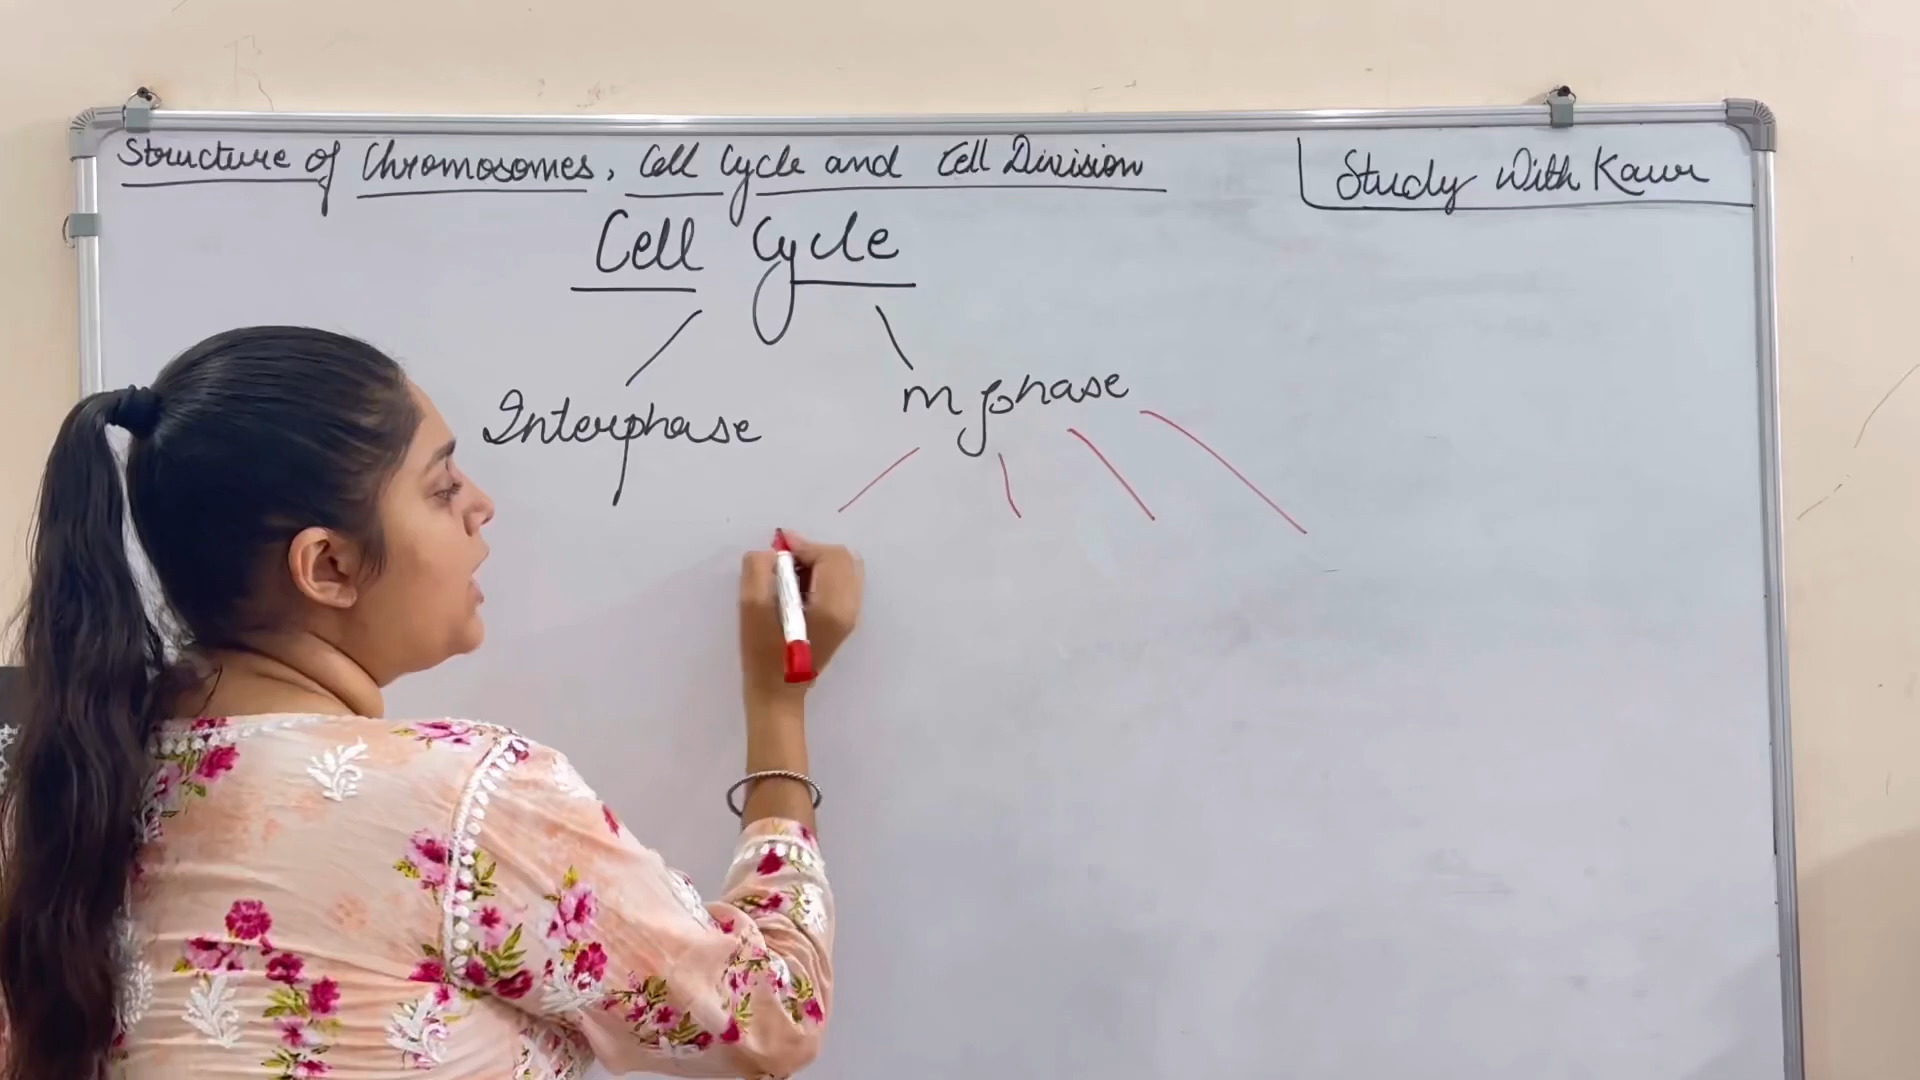 Structure of Chromosomes, Cell Cycle and Cell Division
Study With Kaur
Cell Cycle
Interphase
M phase